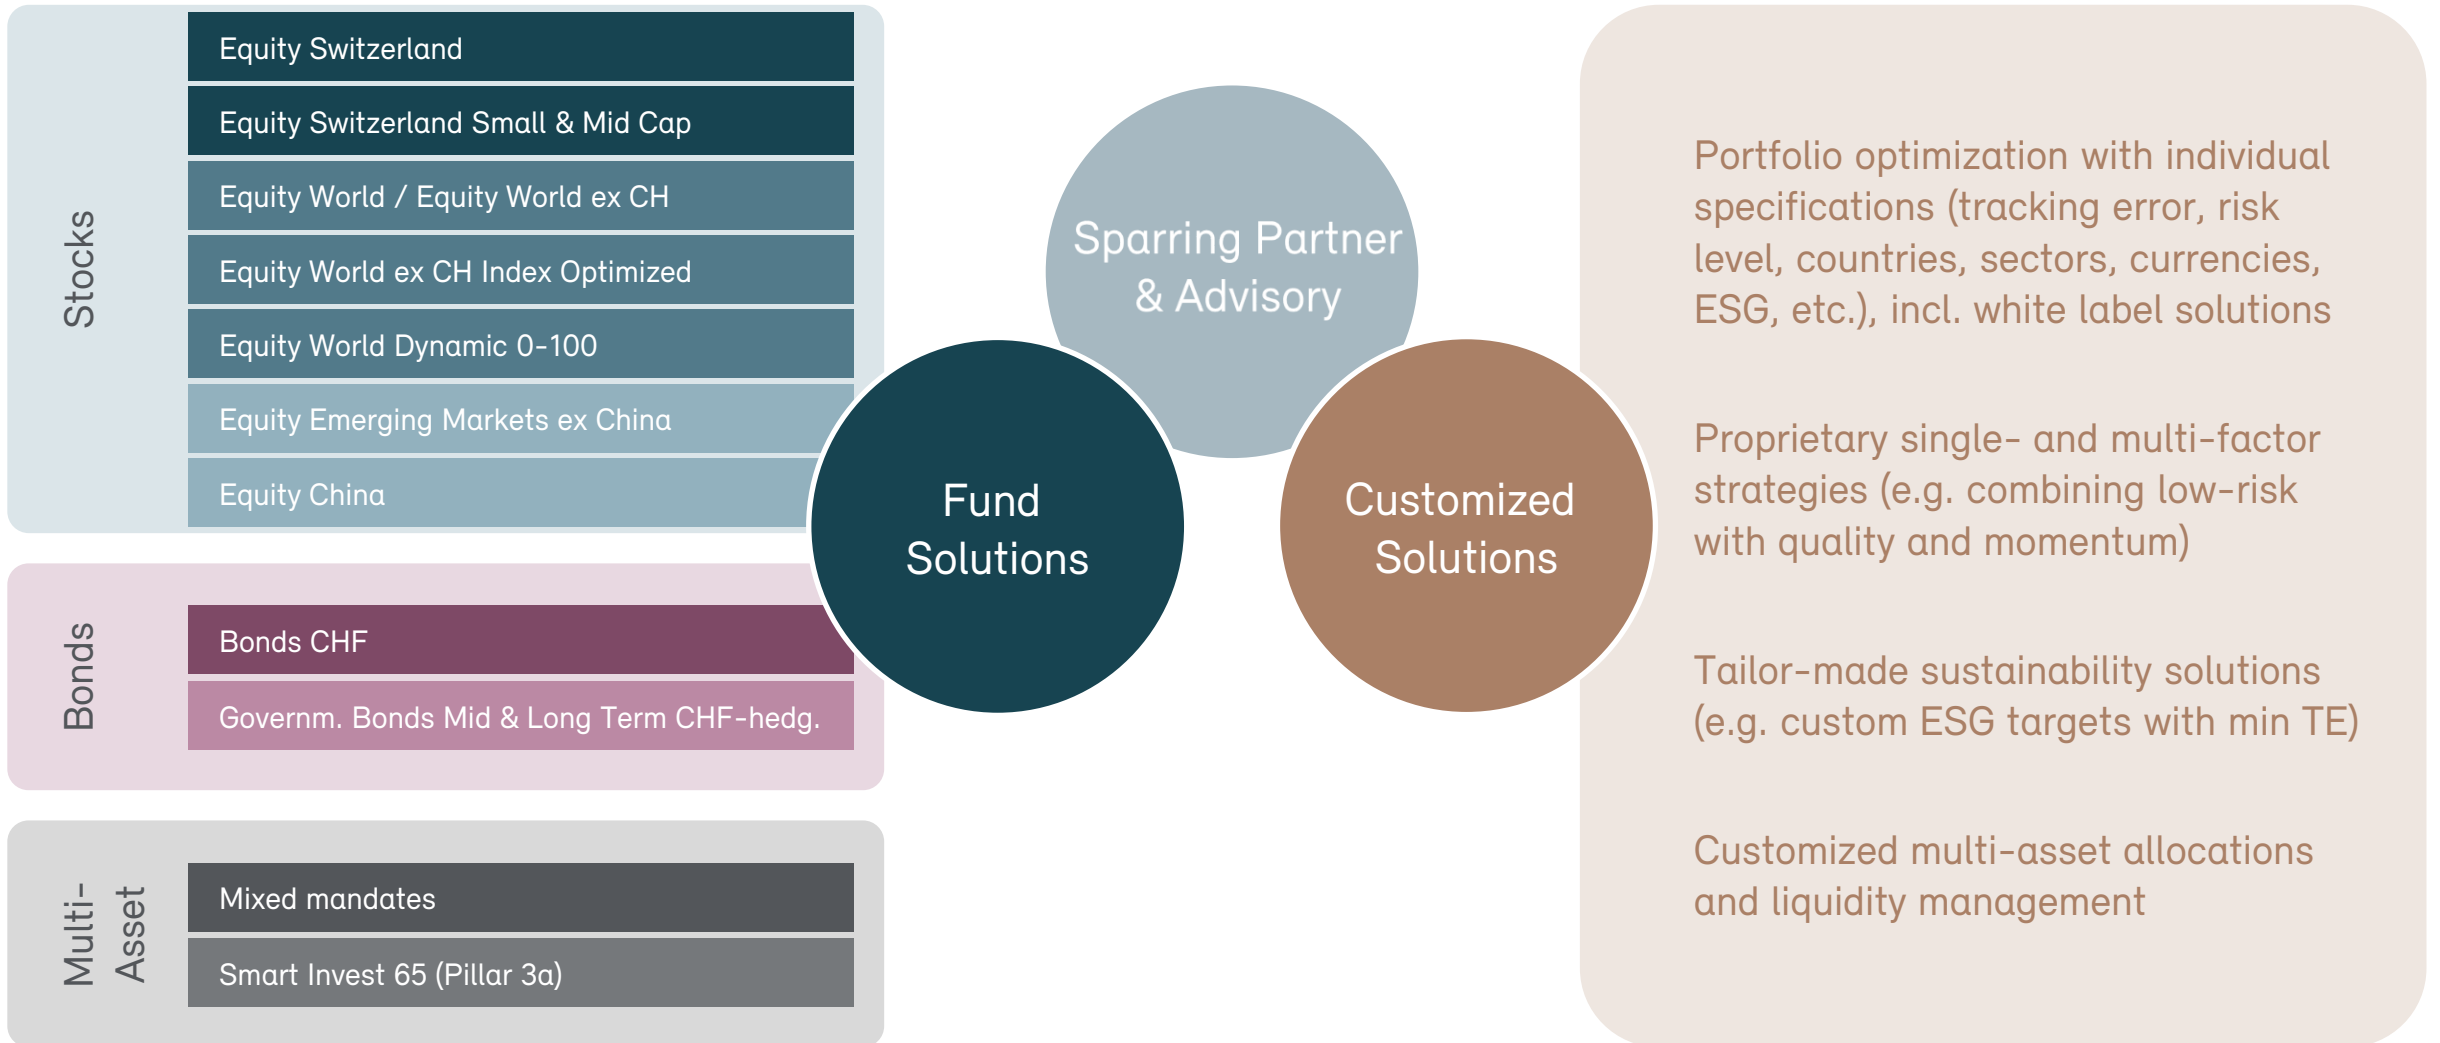 Stocks
Equity Switzerland
Equity Switzerland Small & Mid Cap
Equity World / Equity World ex CH
Equity World ex CH Index Optimized
Equity World Dynamic 0-100
Equity Emerging Markets ex China
Equity China
Bonds
Bonds CHF
Governm. Bonds Mid & Long Term CHF-hedg.
Multi-
Asset
Mixed mandates
Smart Invest 65 (Pillar 3a)
Sparring Partner
& Advisory
Fund
Solutions
Customized
Solutions
Portfolio optimization with individual
specifications (tracking error, risk
level, countries, sectors, currencies,
ESG, etc.), incl. white label solutions
Proprietary single- and multi-factor
strategies (e.g. combining low-risk
with quality and momentum)
Tailor-made sustainability solutions
(e.g. custom ESG targets with min TE)
Customized multi-asset allocations
and liquidity management